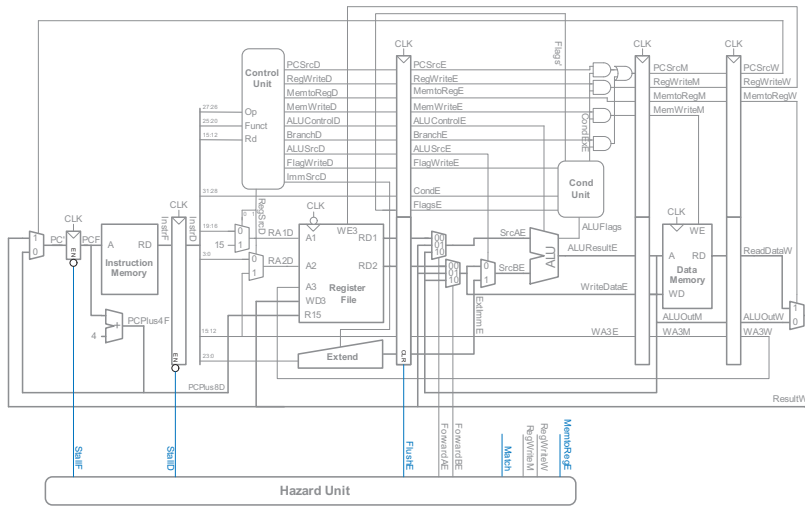 CLK
CLK
CLK
Flags'
PCSrcD
PCSrcE
PCSrcM
PCSrcW
Control
Unit
RegWriteD
RegWriteE
RegWriteM
RegWriteW
MemtoRegD
MemtoRegE
MemtoRegM
MemtoRegW
MemWriteD
MemWriteE
MemWriteM
27:26
Op
ALUControlD
ALUControlE
25:20
Funct
15:12
Rd
BranchD
BranchE
CondExE
ALUSrcD
ALUSrcE
FlagWriteD
FlagWriteE
ImmSrcD
Cond
Unit
31:28
CondE
FlagsE
CLK
CLK
CLK
CLK
RegSrcD
0 1
19:16
0
1
15
RA1D
A1
WE3
RD1
00
01
10
SrcAE
ALUFlags
WE
1
0
PC'
PCF
EN
A
RD
Instruction
Memory
InstrF
InstrD
3:0
0
1
RA2D
A2
RD2
00
01
10
0
1
SrcBE
ALU
ALUResultE
A
RD
ReadDataW
Data
Memory
Register
File
A3
WD3
R15
ExtImmE
WriteDataE
WD
1
0
4
+
PCPlus4F
ALUOutM
ALUOutW
15:12
WA3E
WA3M
WA3W
EN
CLR
23:0
Extend
PCPlus8D
ResultW
StallF
StallD
FlushE
ForwardAE
ForwardBE
Match
RegWriteM
RegWriteW
MemtoRegE
Hazard Unit